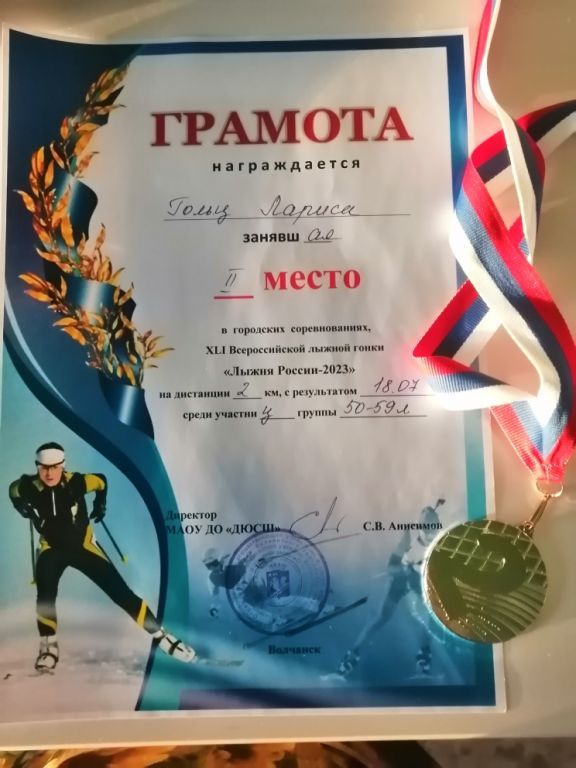 ГРАМОТА
награждается
Гольц Лариса
занявш ая
II место
в городских соревнованиях,
XLI Всероссийской лыжной гонки
«Лыжня России-2023»
на дистанции 2 км, с результатом 18.07
среди участни ц группы 50-59л
Директор
МАОУ ДО «ДЮСШ» С.В. Анисимов
Волчанск